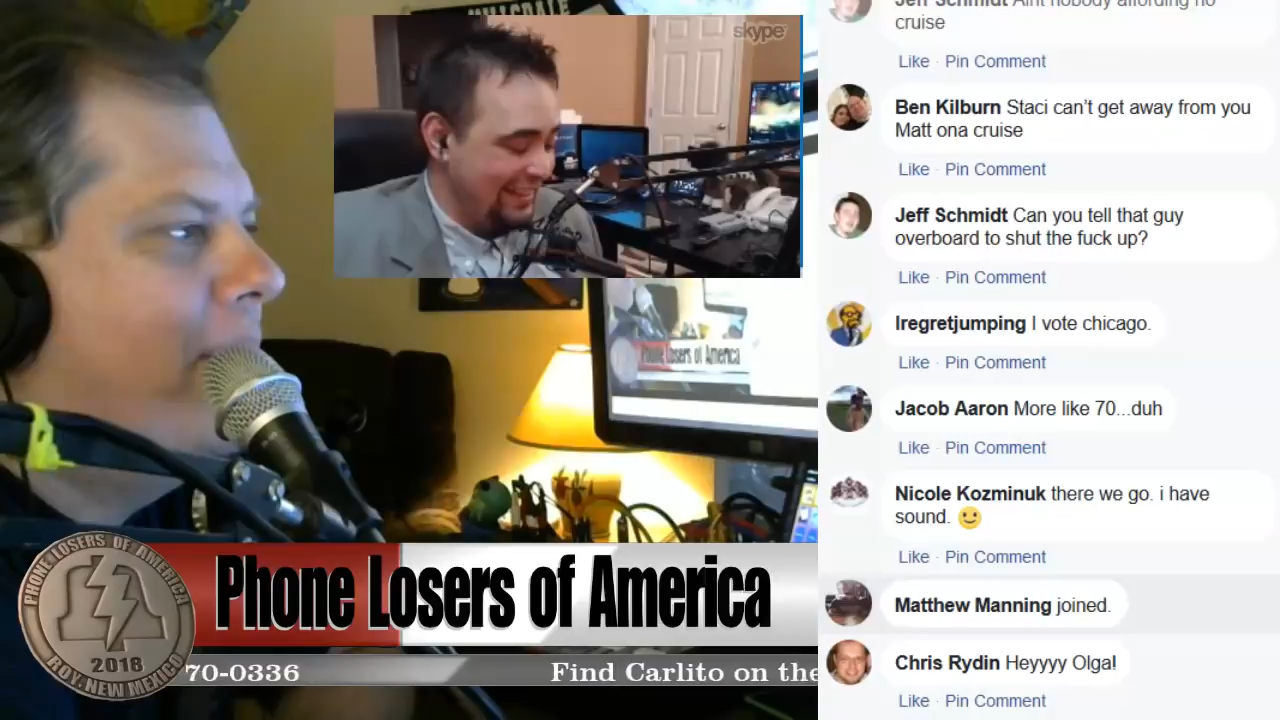 HILLSDALE
skype
Phone Losers of America
PHONE LOSERS OF AMERICA
2018
ROY, NEW MEXICO
Phone Losers of America
70-0336
Find Carlito on the
Jeff Schmidt Aint nobody affording no
cruise
Like · Pin Comment
Ben Kilburn Staci can't get away from you
Matt ona cruise
Like · Pin Comment
Jeff Schmidt Can you tell that guy
overboard to shut the fuck up?
Like · Pin Comment
Iregretjumping I vote chicago.
Like · Pin Comment
Jacob Aaron More like 70...duh
Like · Pin Comment
Nicole Kozminuk there we go. i have
sound. 🙂
Like · Pin Comment
Matthew Manning joined.
Chris Rydin Heyyyy Olga!
Like · Pin Comment